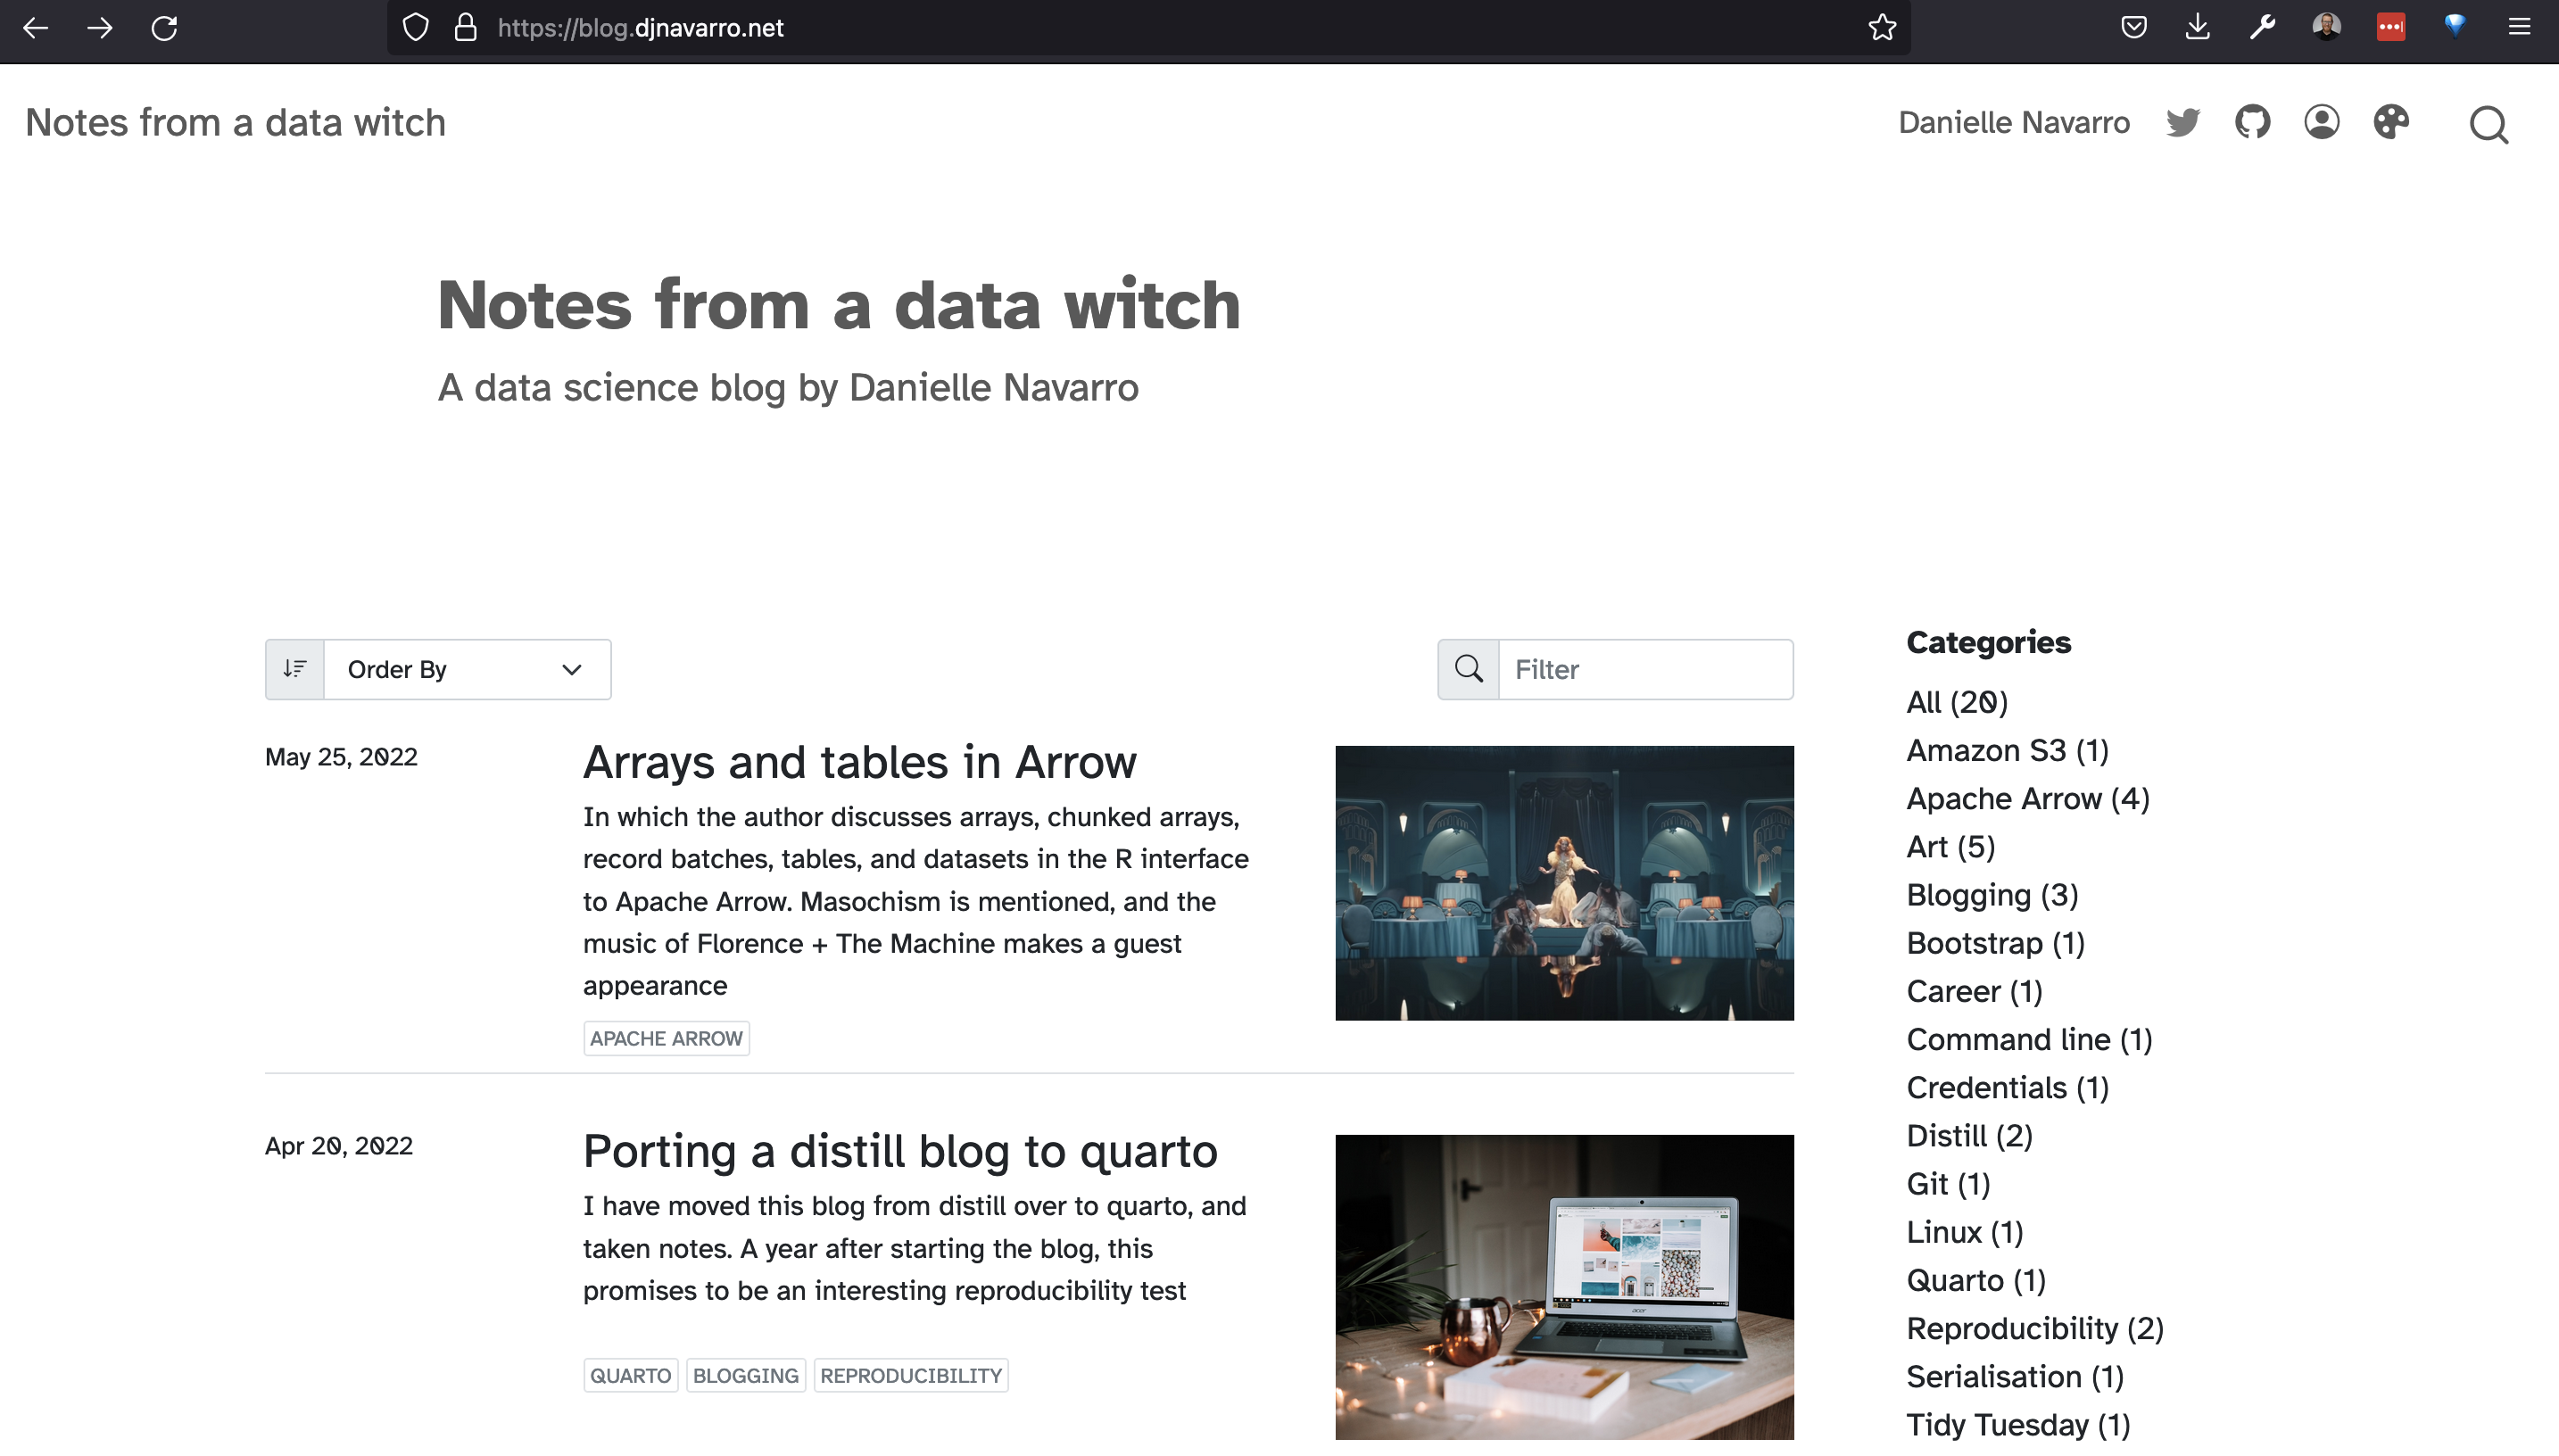 https://blog.djnavarro.net
Notes from a data witch
Danielle Navarro
Notes from a data witch
A data science blog by Danielle Navarro
Order By
Filter
May 25, 2022
Arrays and tables in Arrow
In which the author discusses arrays, chunked arrays,
record batches, tables, and datasets in the R interface
to Apache Arrow. Masochism is mentioned, and the
music of Florence + The Machine makes a guest
appearance
APACHE ARROW
Apr 20, 2022
Porting a distill blog to quarto
I have moved this blog from distill over to quarto, and
taken notes. A year after starting the blog, this
promises to be an interesting reproducibility test
QUARTO BLOGGING REPRODUCIBILITY
acer
Categories
All (20)
Amazon S3 (1)
Apache Arrow (4)
Art (5)
Blogging (3)
Bootstrap (1)
Career (1)
Command line (1)
Credentials (1)
Distill (2)
Git (1)
Linux (1)
Quarto (1)
Reproducibility (2)
Serialisation (1)
Tidy Tuesday (1)